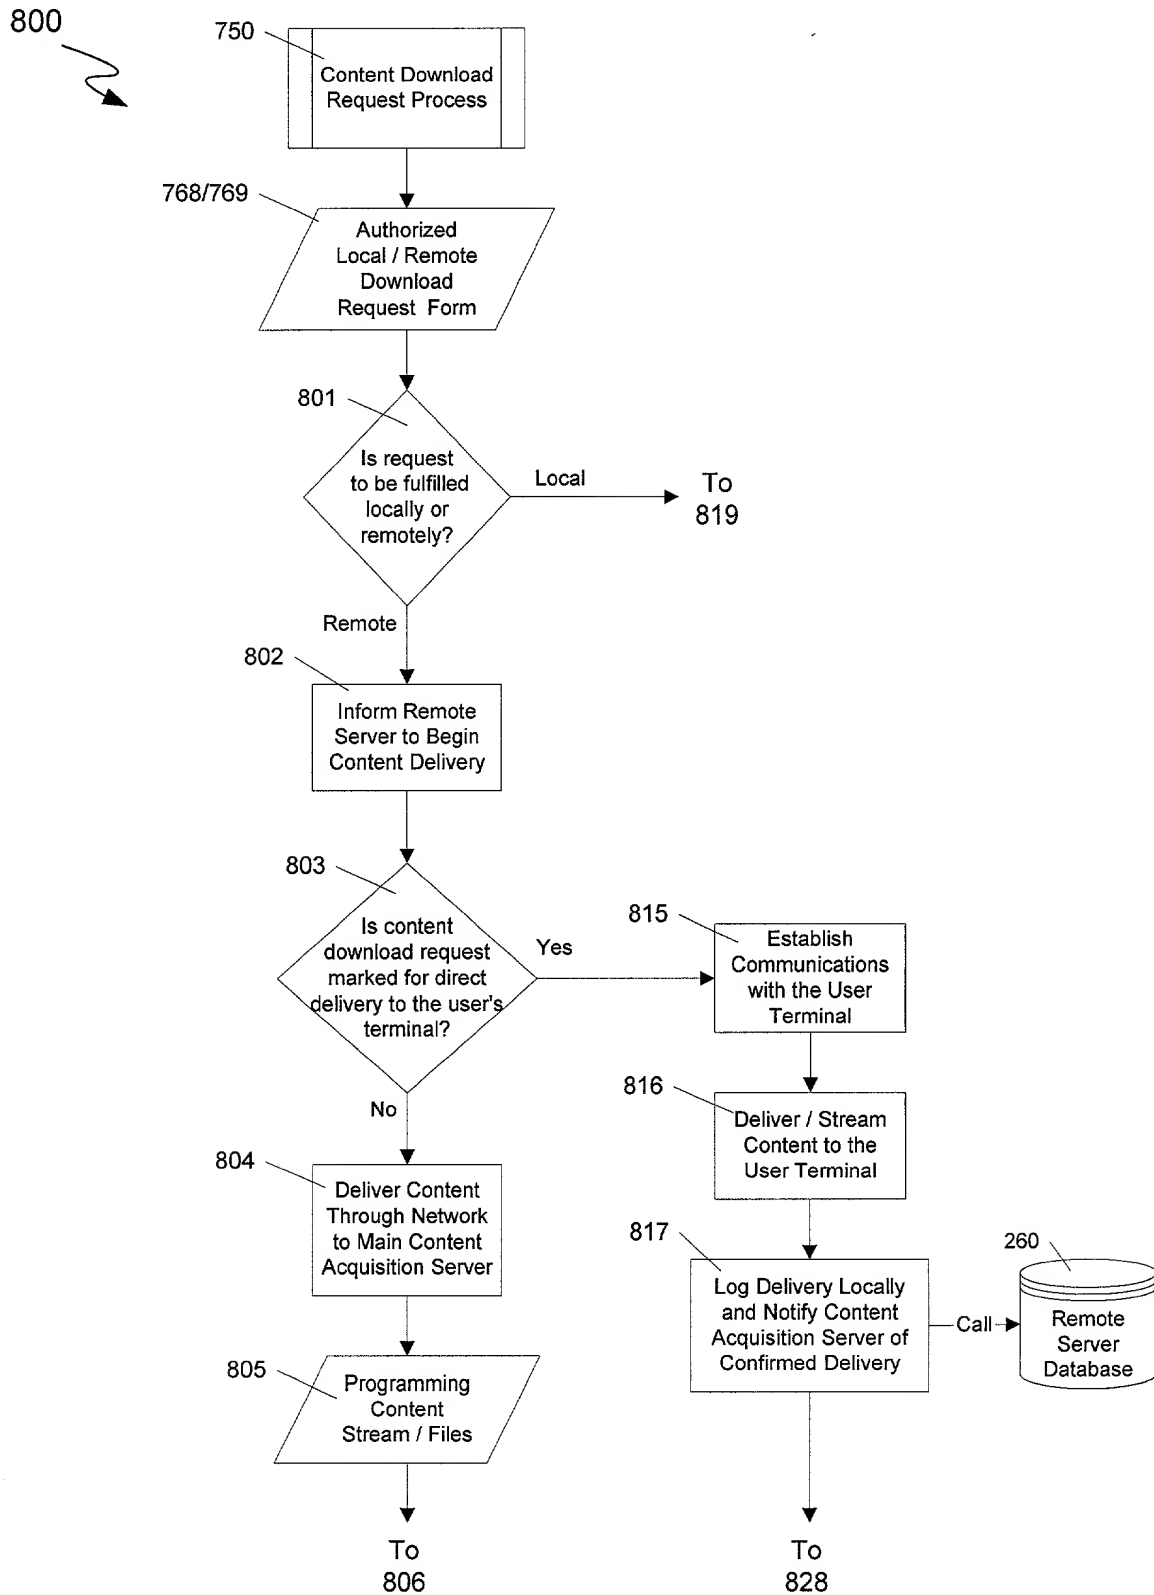 800
750
Content Download
Request Process
768/769
Authorized
Local / Remote
Download
Request Form
801
Is request
to be fulfilled
locally or
remotely?
Local
To
819
Remote
802
Inform Remote
Server to Begin
Content Delivery
803
Is content
download request
marked for direct
delivery to the user's
terminal?
Yes
815
Establish
Communications
with the User
Terminal
816
Deliver / Stream
Content to the
User Terminal
No
804
Deliver Content
Through Network
to Main Content
Acquisition Server
817
Log Delivery Locally
and Notify Content
Acquisition Server of
Confirmed Delivery
Call
260
Remote
Server
Database
805
Programming
Content
Stream / Files
To
806
To
828